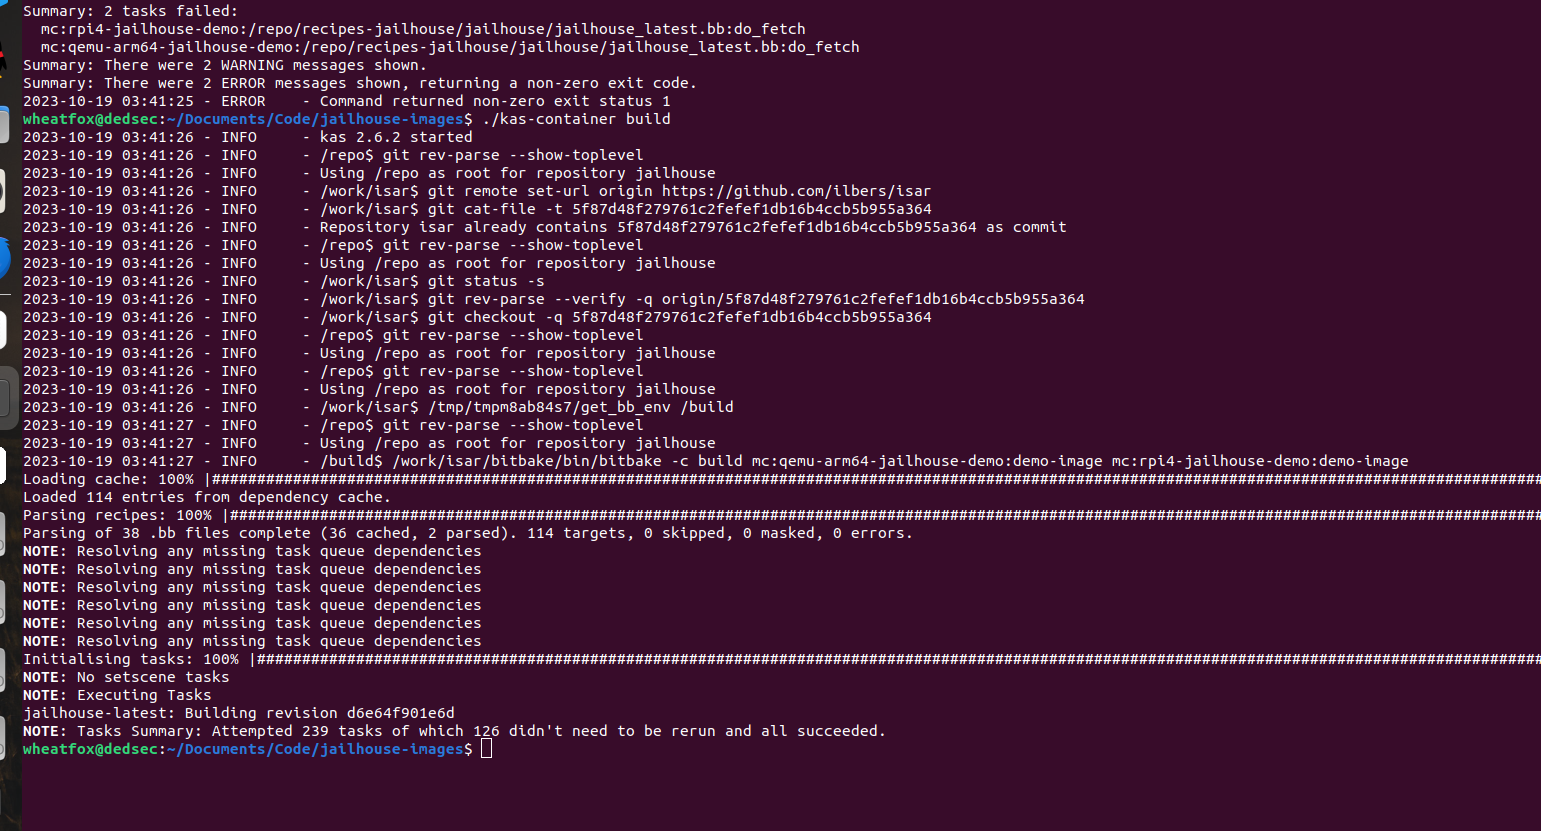 Summary: 2 tasks failed:
  mc:rpi4-jailhouse-demo:/repo/recipes-jailhouse/jailhouse/jailhouse_latest.bb:do_fetch
  mc:qemu-arm64-jailhouse-demo:/repo/recipes-jailhouse/jailhouse/jailhouse_latest.bb:do_fetch
Summary: There were 2 WARNING messages shown.
Summary: There were 2 ERROR messages shown, returning a non-zero exit code.
2023-10-19 03:41:25 - ERROR    - Command returned non-zero exit status 1
wheatfox@dedsec:~/Documents/Code/jailhouse-images$ ./kas-container build
2023-10-19 03:41:26 - INFO     - kas 2.6.2 started
2023-10-19 03:41:26 - INFO     - /repo$ git rev-parse --show-toplevel
2023-10-19 03:41:26 - INFO     - Using /repo as root for repository jailhouse
2023-10-19 03:41:26 - INFO     - /work/isar$ git remote set-url origin https://github.com/ilbers/isar
2023-10-19 03:41:26 - INFO     - /work/isar$ git cat-file -t 5f87d48f279761c2fefef1db16b4ccb5b955a364
2023-10-19 03:41:26 - INFO     - Repository isar already contains 5f87d48f279761c2fefef1db16b4ccb5b955a364 as commit
2023-10-19 03:41:26 - INFO     - /repo$ git rev-parse --show-toplevel
2023-10-19 03:41:26 - INFO     - Using /repo as root for repository jailhouse
2023-10-19 03:41:26 - INFO     - /work/isar$ git status -s
2023-10-19 03:41:26 - INFO     - /work/isar$ git rev-parse --verify -q origin/5f87d48f279761c2fefef1db16b4ccb5b955a364
2023-10-19 03:41:26 - INFO     - /work/isar$ git checkout -q 5f87d48f279761c2fefef1db16b4ccb5b955a364
2023-10-19 03:41:26 - INFO     - /repo$ git rev-parse --show-toplevel
2023-10-19 03:41:26 - INFO     - Using /repo as root for repository jailhouse
2023-10-19 03:41:26 - INFO     - /repo$ git rev-parse --show-toplevel
2023-10-19 03:41:26 - INFO     - Using /repo as root for repository jailhouse
2023-10-19 03:41:26 - INFO     - /work/isar$ /tmp/tmpm8ab84s7/get_bb_env /build
2023-10-19 03:41:27 - INFO     - /repo$ git rev-parse --show-toplevel
2023-10-19 03:41:27 - INFO     - Using /repo as root for repository jailhouse
2023-10-19 03:41:27 - INFO     - /build$ /work/isar/bitbake/bin/bitbake -c build mc:qemu-arm64-jailhouse-demo:demo-image mc:rpi4-jailhouse-demo:demo-image
Loading cache: 100% |####################################################################################################################################################
Loaded 114 entries from dependency cache.
Parsing recipes: 100% |##################################################################################################################################################
Parsing of 38 .bb files complete (36 cached, 2 parsed). 114 targets, 0 skipped, 0 masked, 0 errors.
NOTE: Resolving any missing task queue dependencies
NOTE: Resolving any missing task queue dependencies
NOTE: Resolving any missing task queue dependencies
NOTE: Resolving any missing task queue dependencies
NOTE: Resolving any missing task queue dependencies
NOTE: Resolving any missing task queue dependencies
Initialising tasks: 100% |###############################################################################################################################################
NOTE: No setscene tasks
NOTE: Executing Tasks
jailhouse-latest: Building revision d6e64f901e6d
NOTE: Tasks Summary: Attempted 239 tasks of which 126 didn't need to be rerun and all succeeded.
wheatfox@dedsec:~/Documents/Code/jailhouse-images$